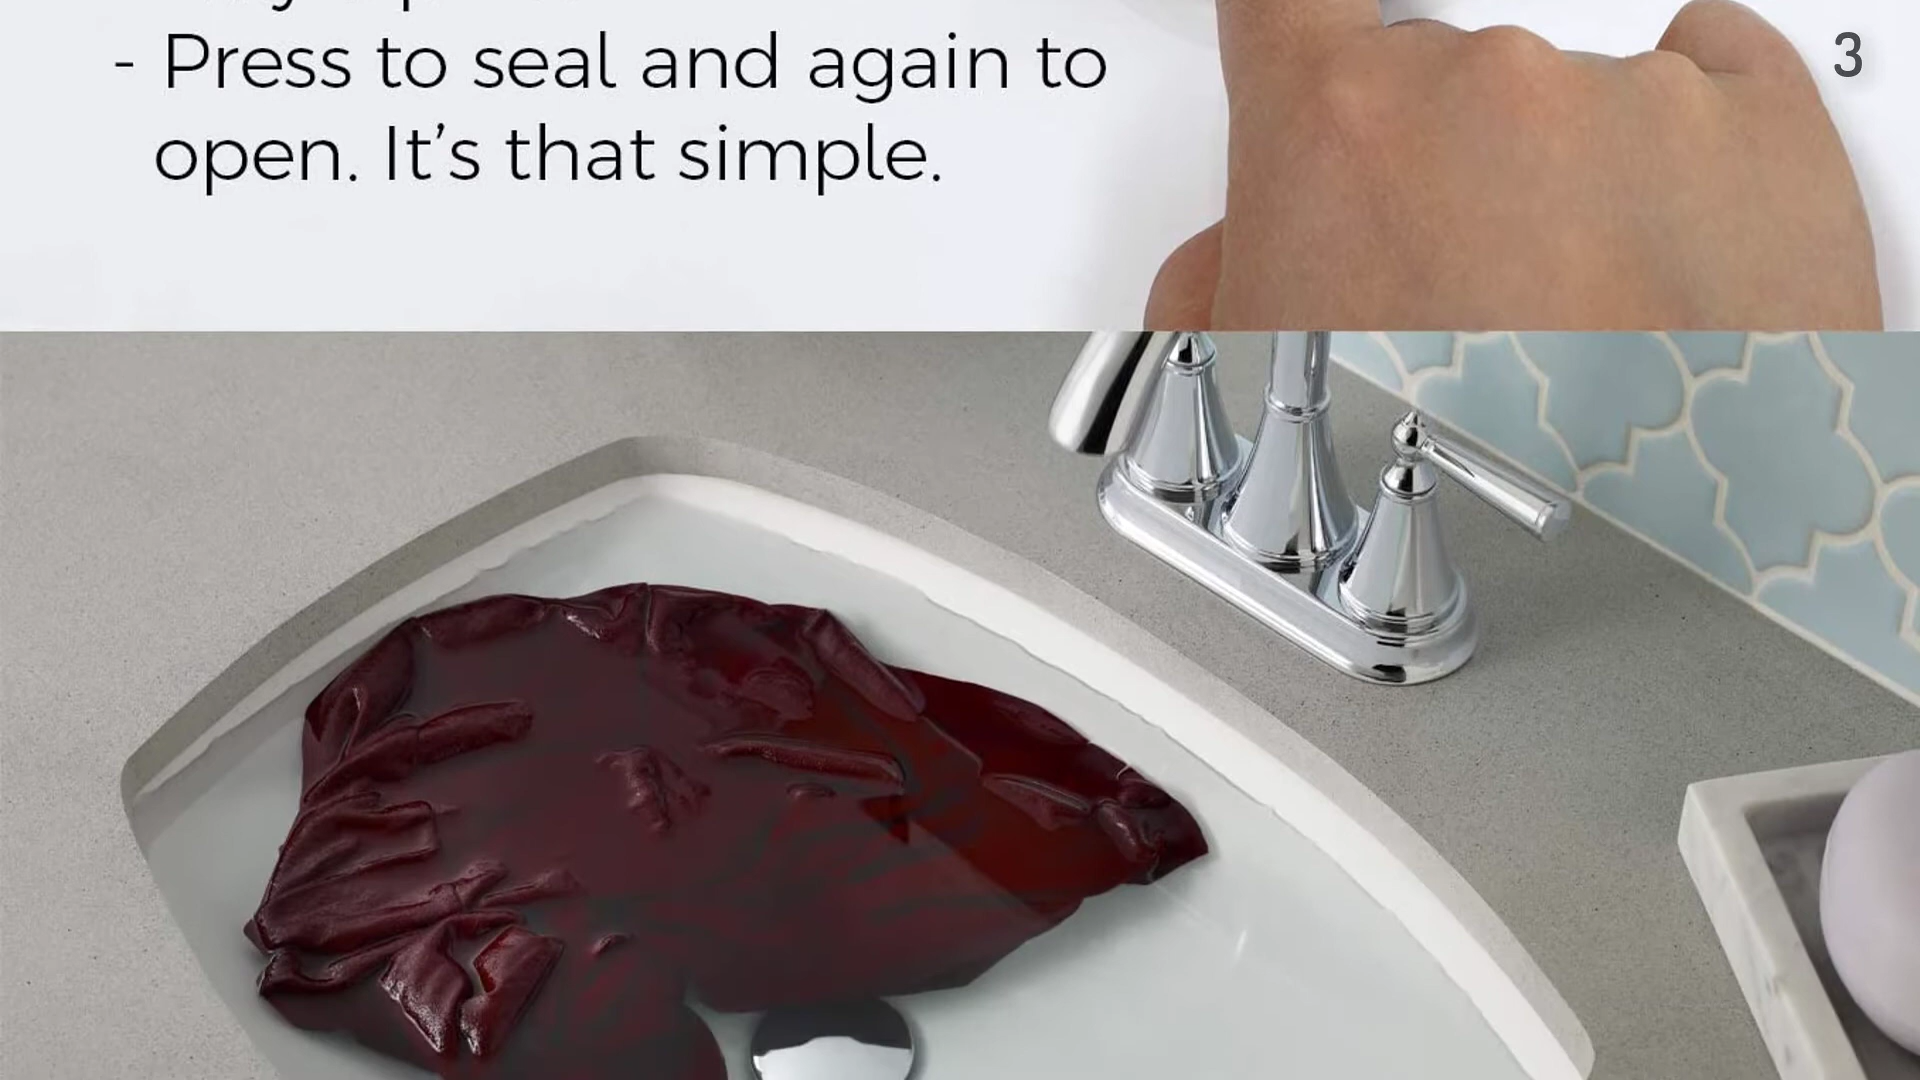 - Press to seal and again to
open. It's that simple.
3